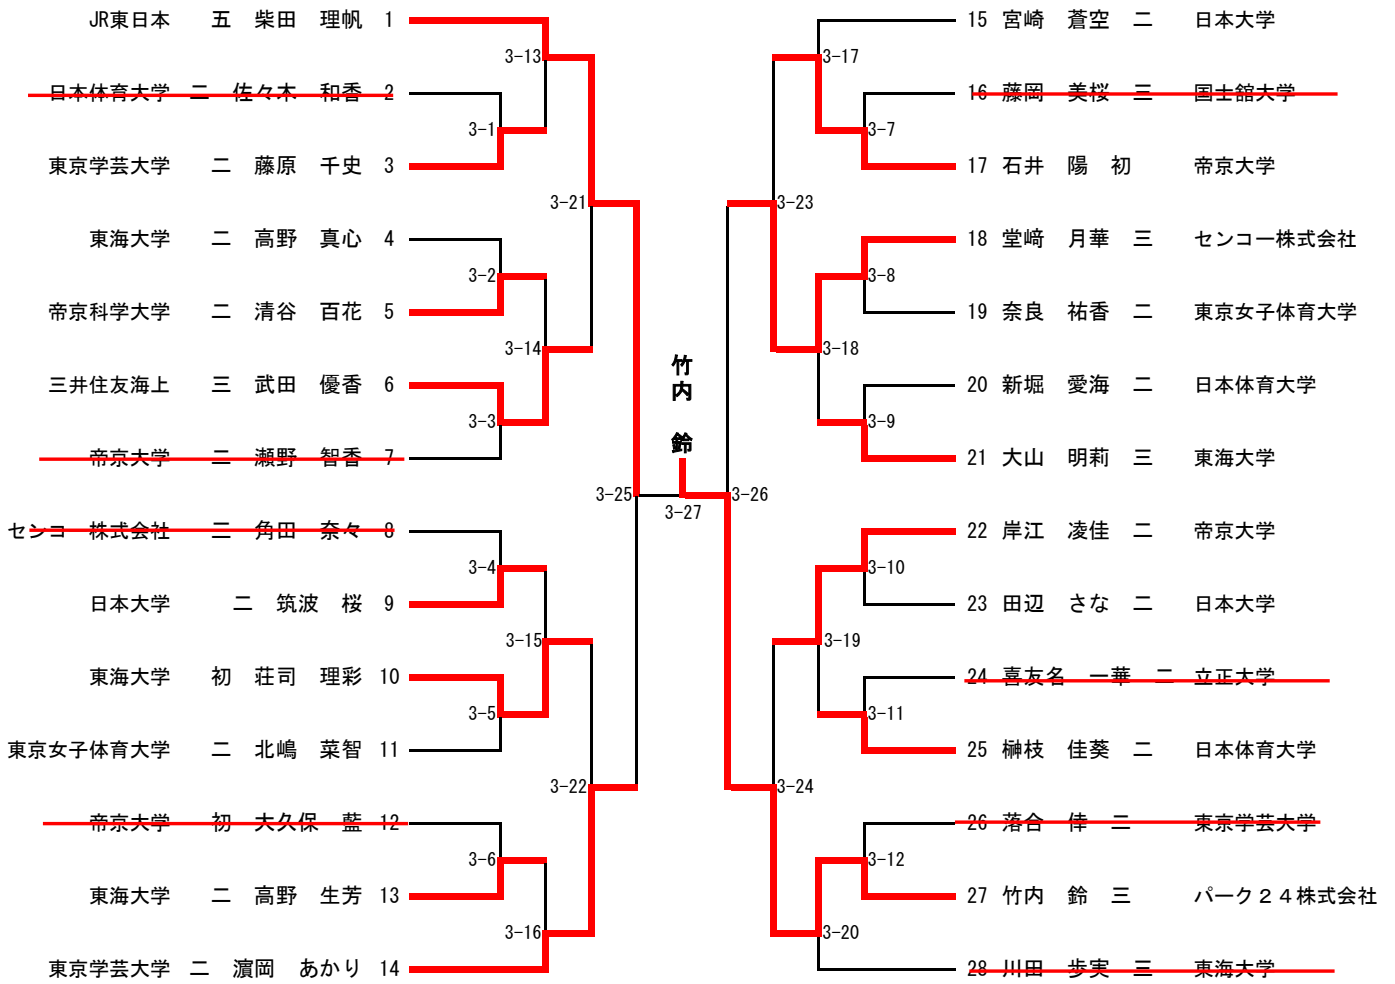 JR東日本 五 柴田 理帆 1
3-13
日本体育大学 二 佐々木 和香 2
3-1
東京学芸大学 二 藤原 千史 3
3-21
東海大学 二 高野 真心 4
3-2
帝京科学大学 二 清谷 百花 5
3-14
三井住友海上 三 武田 優香 6
3-3
帝京大学 二 瀬野 智香 7
3-25
センコー株式会社 三 角田 奈々 8
3-4
日本大学 二 筑波 桜 9
3-15
東海大学 初 荘司 理彩 10
3-5
東京女子体育大学 二 北嶋 菜智 11
3-22
帝京大学 初 大久保 藍 12
3-6
東海大学 二 高野 生芳 13
3-16
東京学芸大学 二 濵岡 あかり 14
竹内 鈴
3-27
15 宮崎 蒼空 二 日本大学
3-17
16 藤岡 美桜 三 国士舘大学
3-7
17 石井 陽 初 帝京大学
3-23
18 堂﨑 月華 三 センコー株式会社
3-8
19 奈良 祐香 二 東京女子体育大学
3-18
20 新堀 愛海 二 日本体育大学
3-9
21 大山 明莉 三 東海大学
3-26
22 岸江 凌佳 二 帝京大学
3-10
23 田辺 さな 二 日本大学
3-19
24 喜友名 一華 二 立正大学
3-11
25 榊枝 佳葵 二 日本体育大学
3-24
26 落合 倖 二 東京学芸大学
3-12
27 竹内 鈴 三 パーク２４株式会社
3-20
28 川田 歩実 三 東海大学